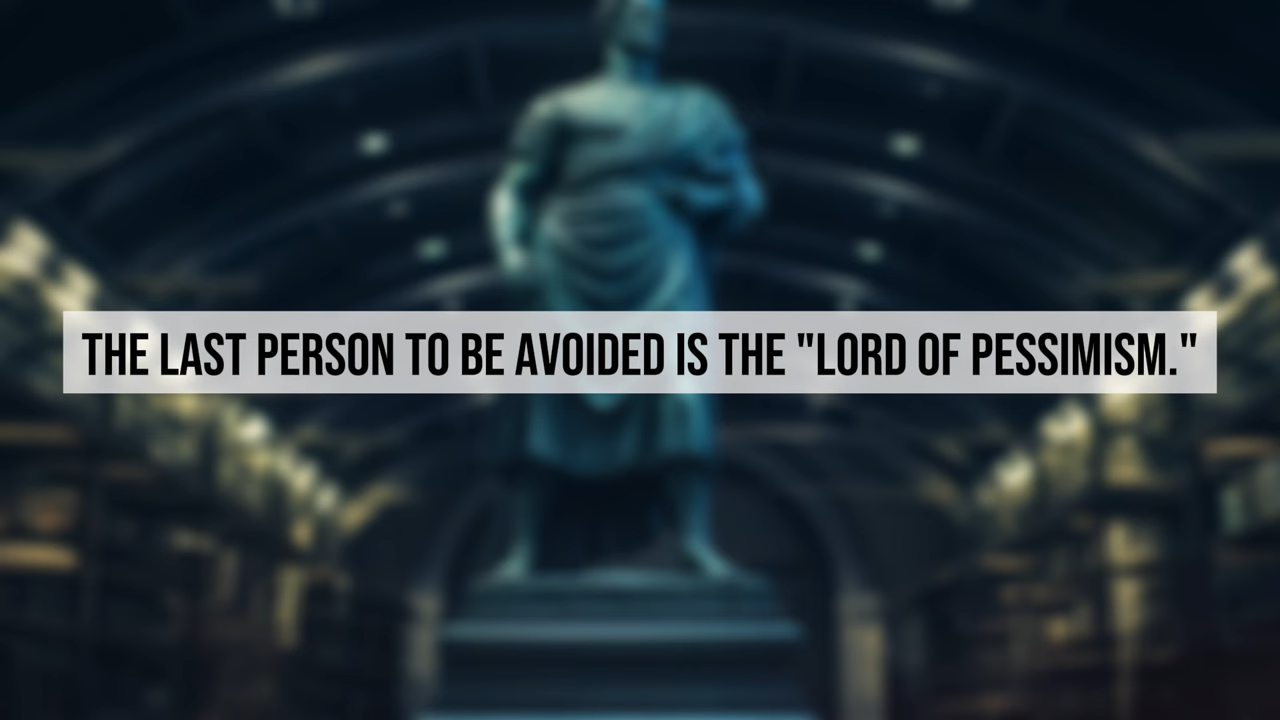 THE LAST PERSON TO BE AVOIDED IS THE "LORD OF PESSIMISM."